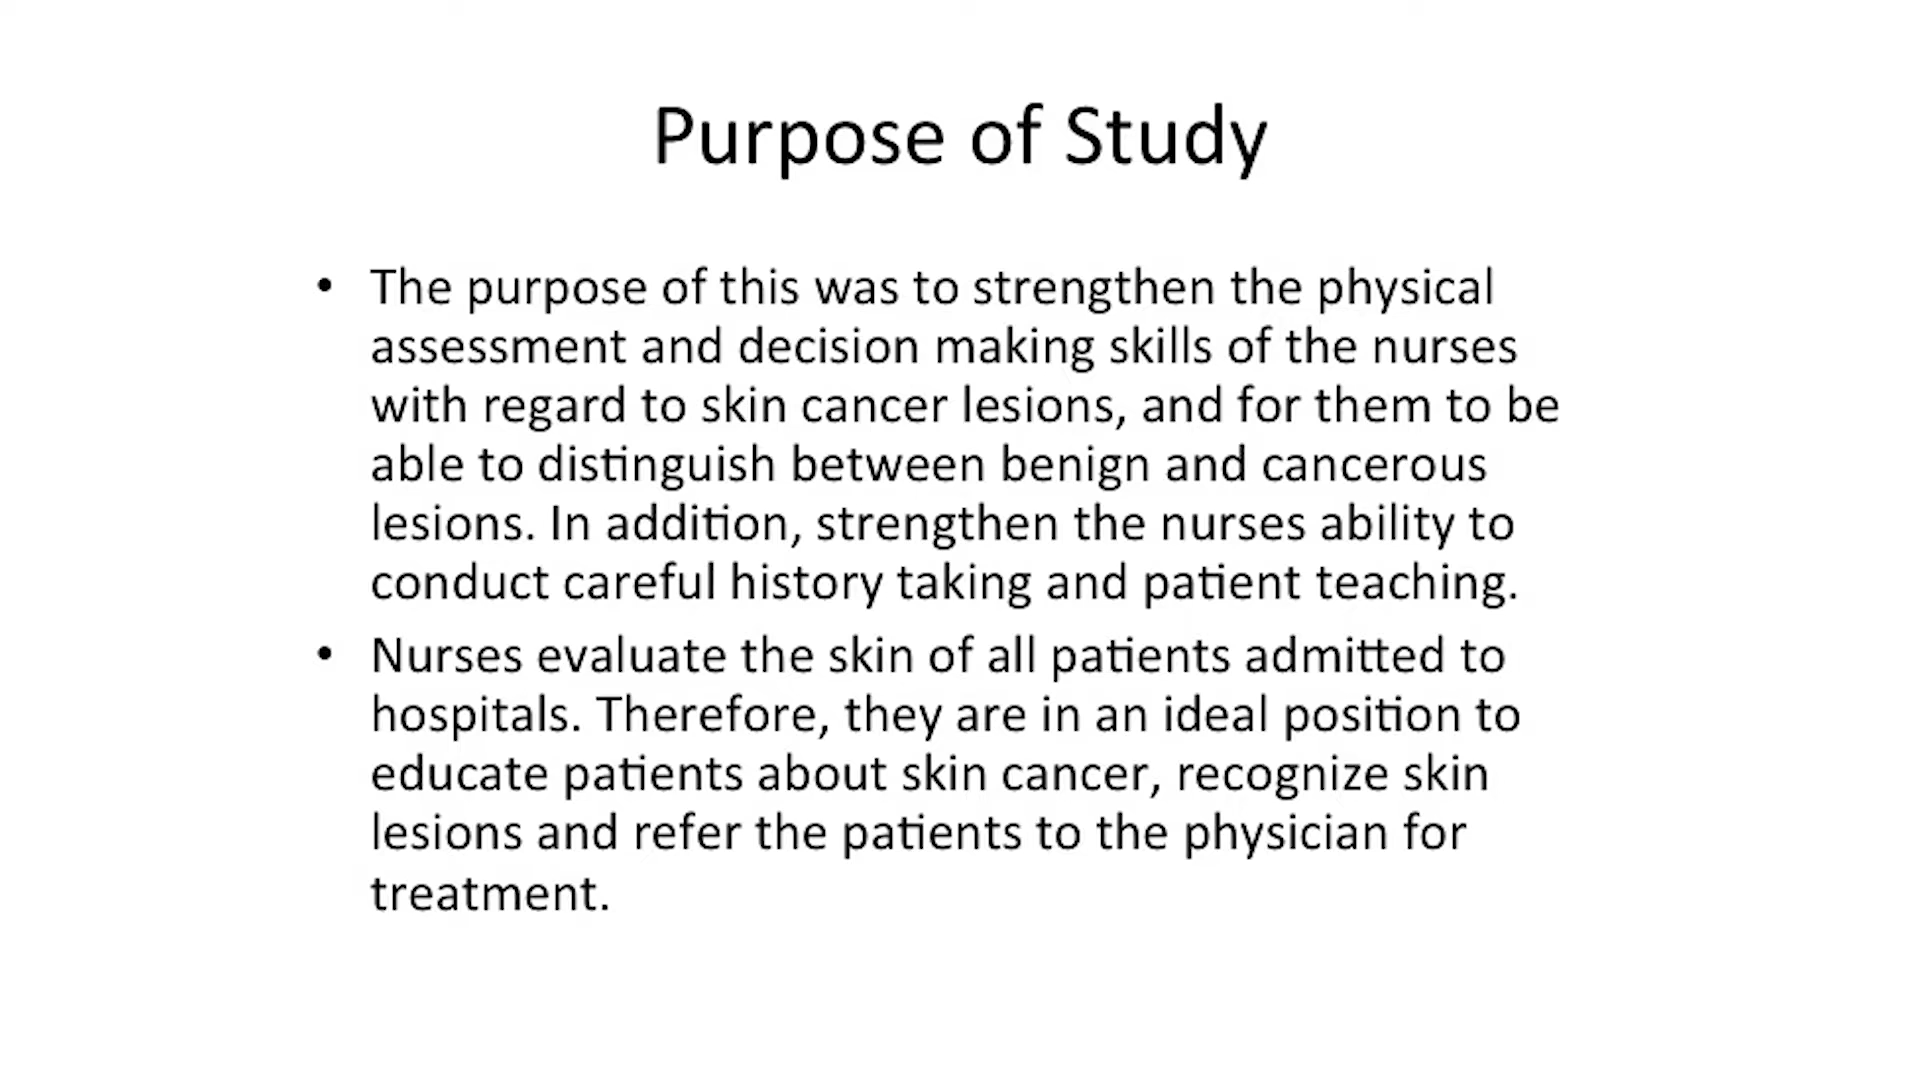 Purpose of Study
• The purpose of this was to strengthen the physical
assessment and decision making skills of the nurses
with regard to skin cancer lesions, and for them to be
able to distinguish between benign and cancerous
lesions. In addition, strengthen the nurses ability to
conduct careful history taking and patient teaching.
• Nurses evaluate the skin of all patients admitted to
hospitals. Therefore, they are in an ideal position to
educate patients about skin cancer, recognize skin
lesions and refer the patients to the physician for
treatment.